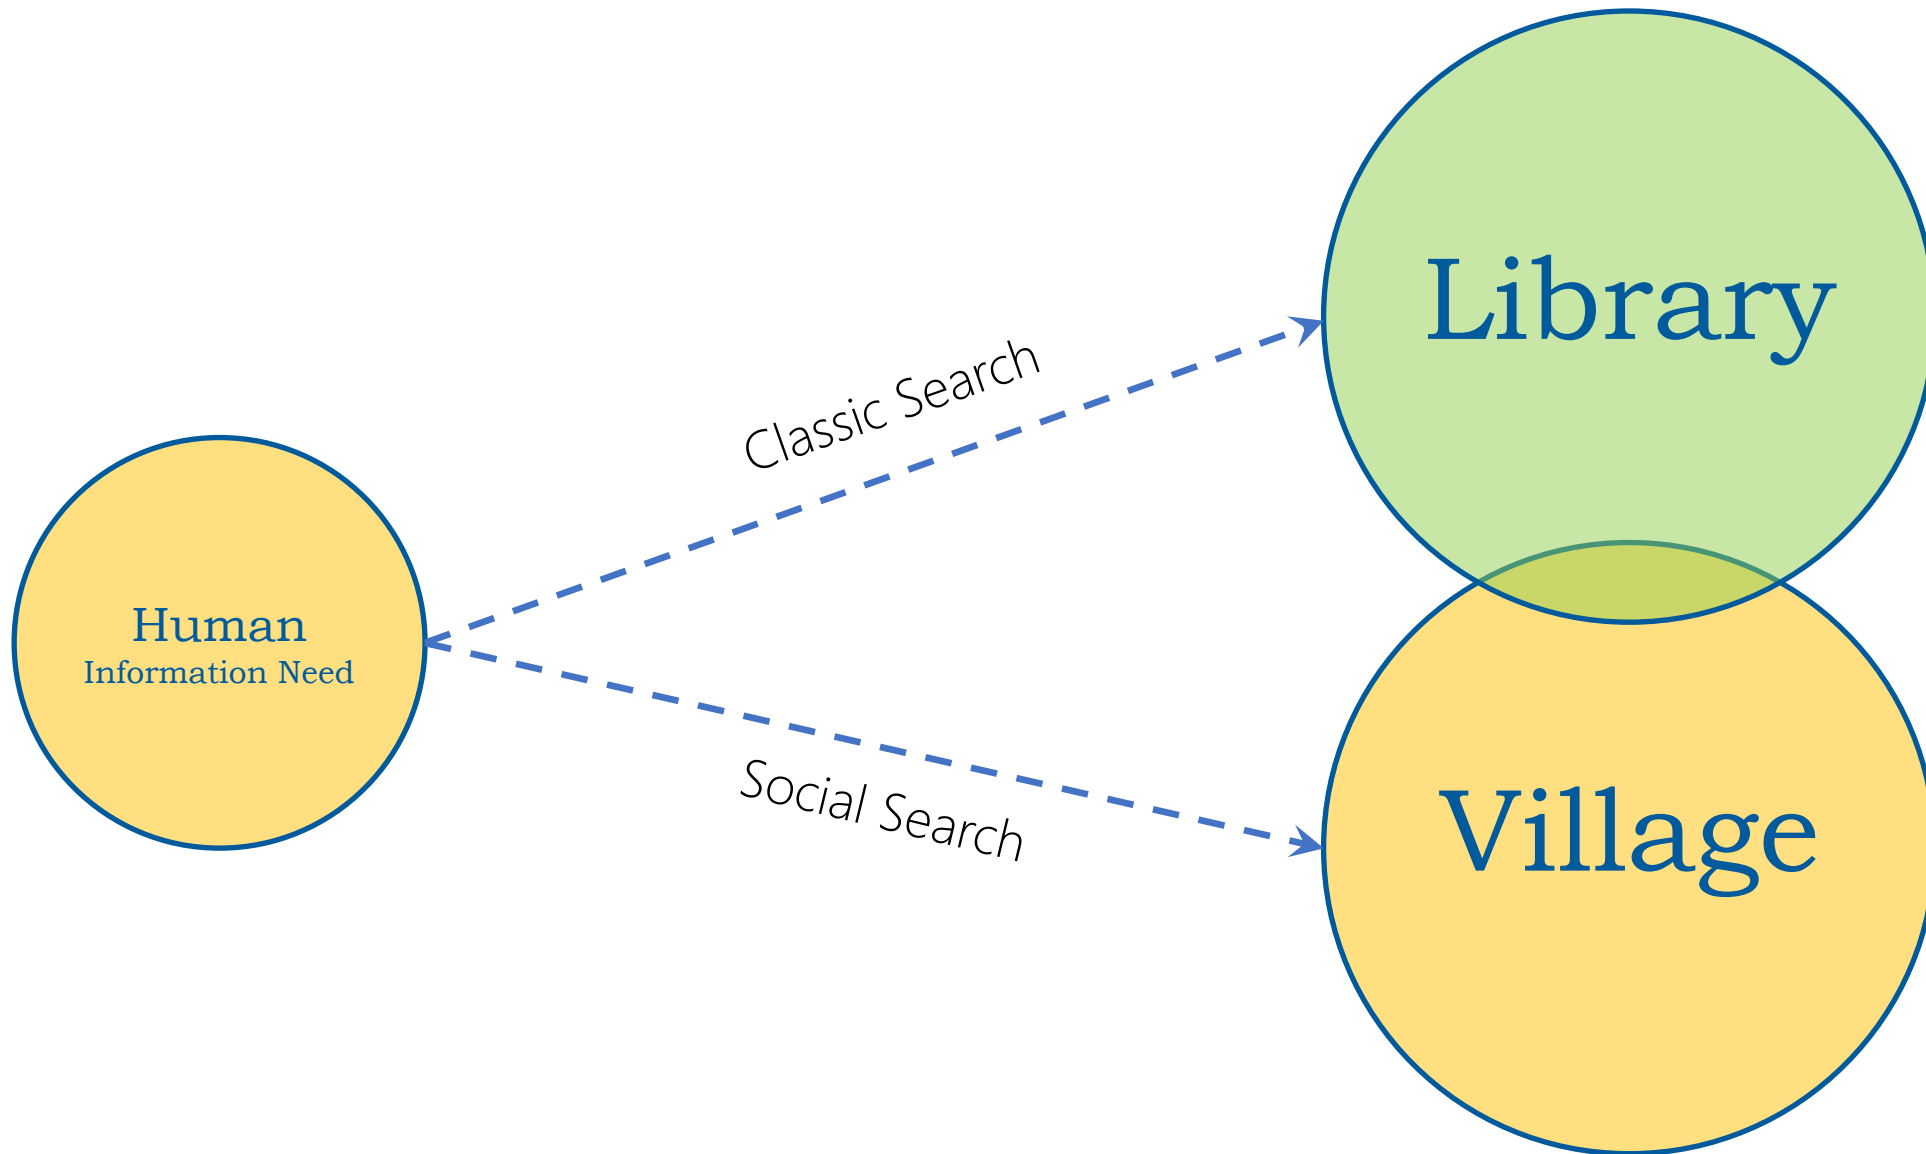 Library
Classic Search
Human
Information Need
Social Search
Village